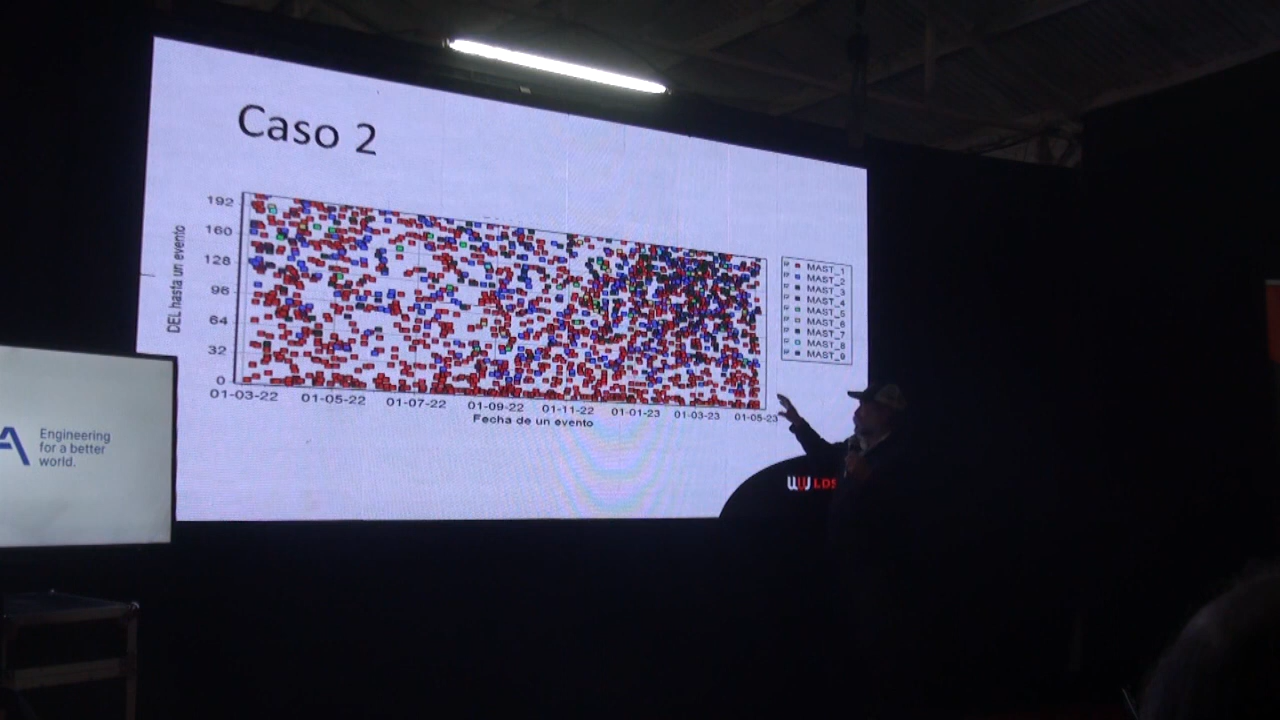 Caso 2
DEL hasta un evento
192
160
128
96
64
32
0
01-03-22 01-05-22 01-07-22 01-09-22 01-11-22 01-01-23 01-03-23 01-05-23
Fecha de un evento
MAST_1
MAST_2
MAST_3
MAST_4
MAST_5
MAST_6
MAST_7
MAST_8
MAST_9
Engineering
for a better
world.
LDS